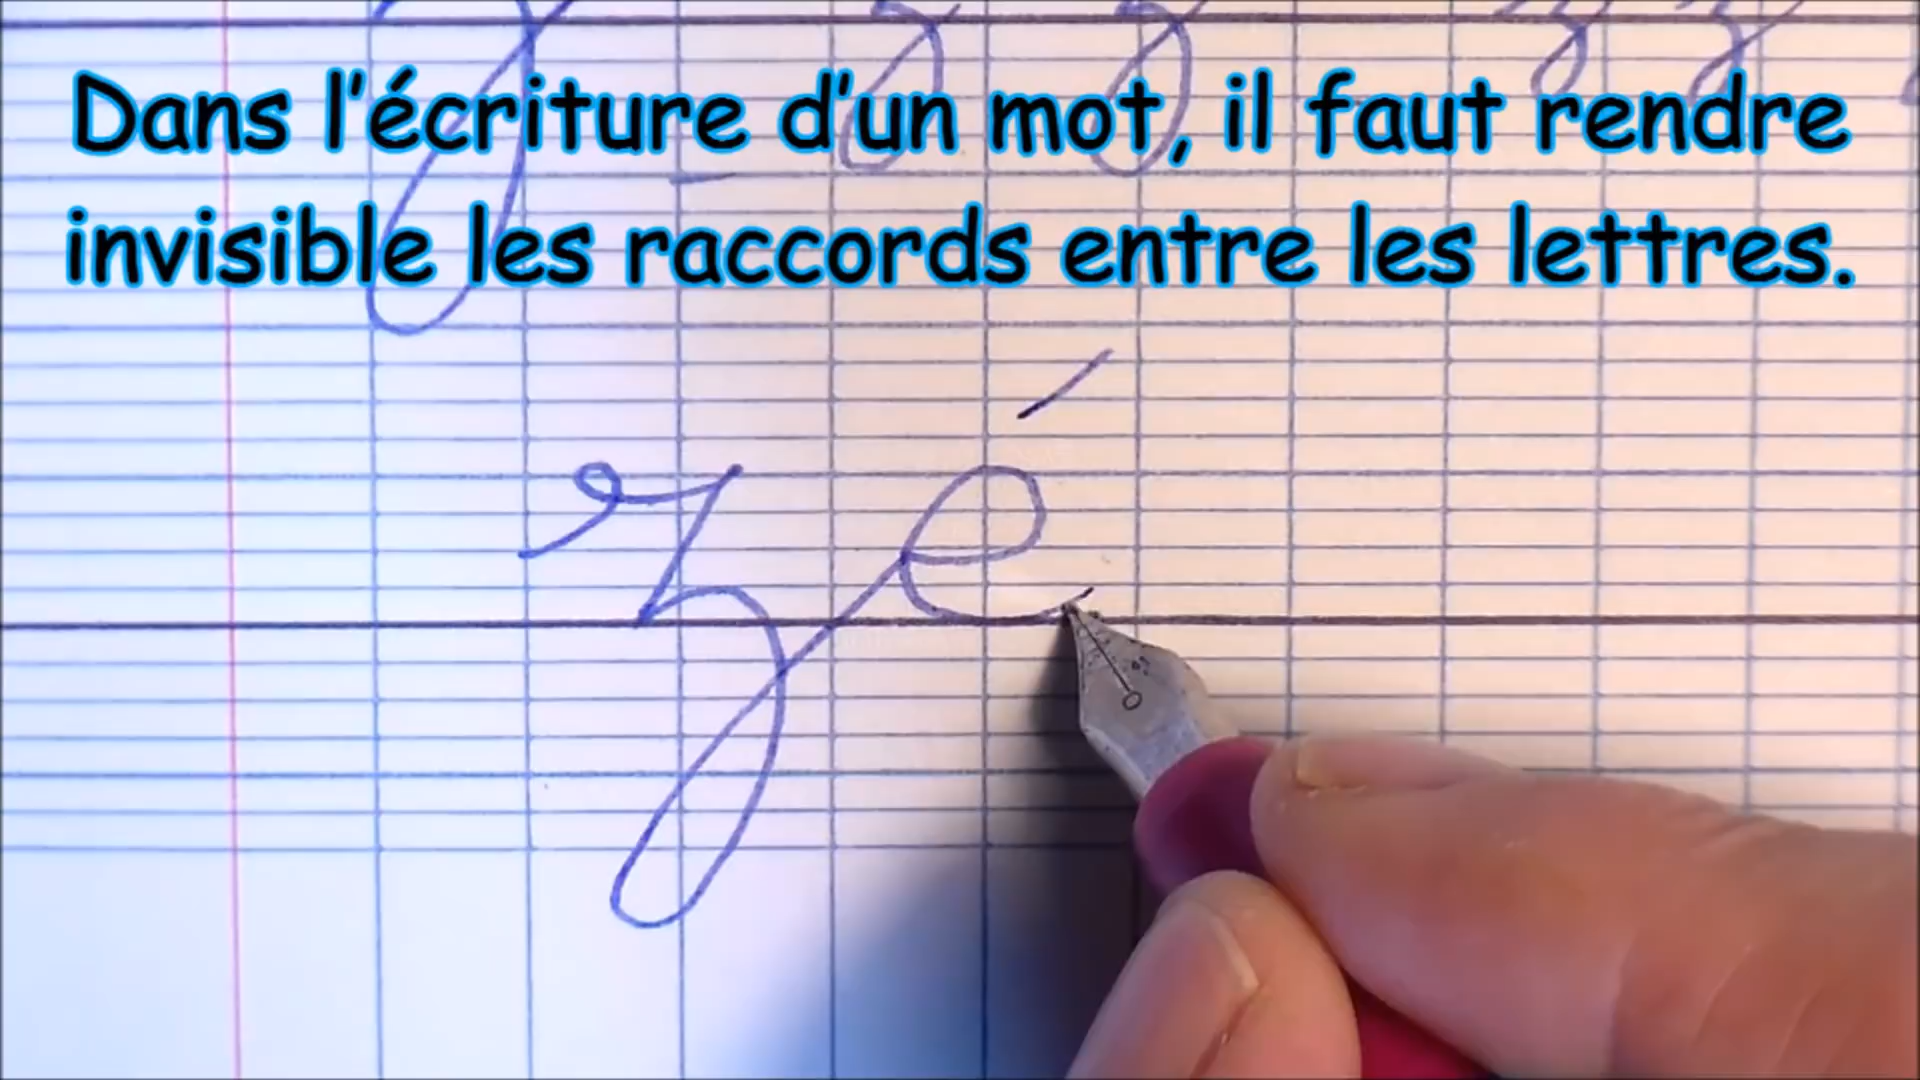 z z z z z
Dans l'écriture d'un mot, il faut rendre
invisible les raccords entre les lettres.
zé